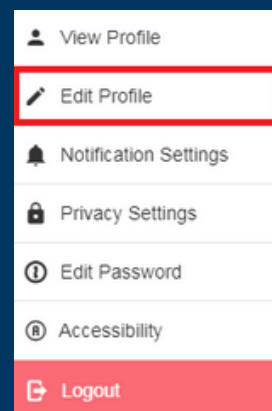 View Profile
Edit Profile
Notification Settings
Privacy Settings
Edit Password
Accessibility
Logout